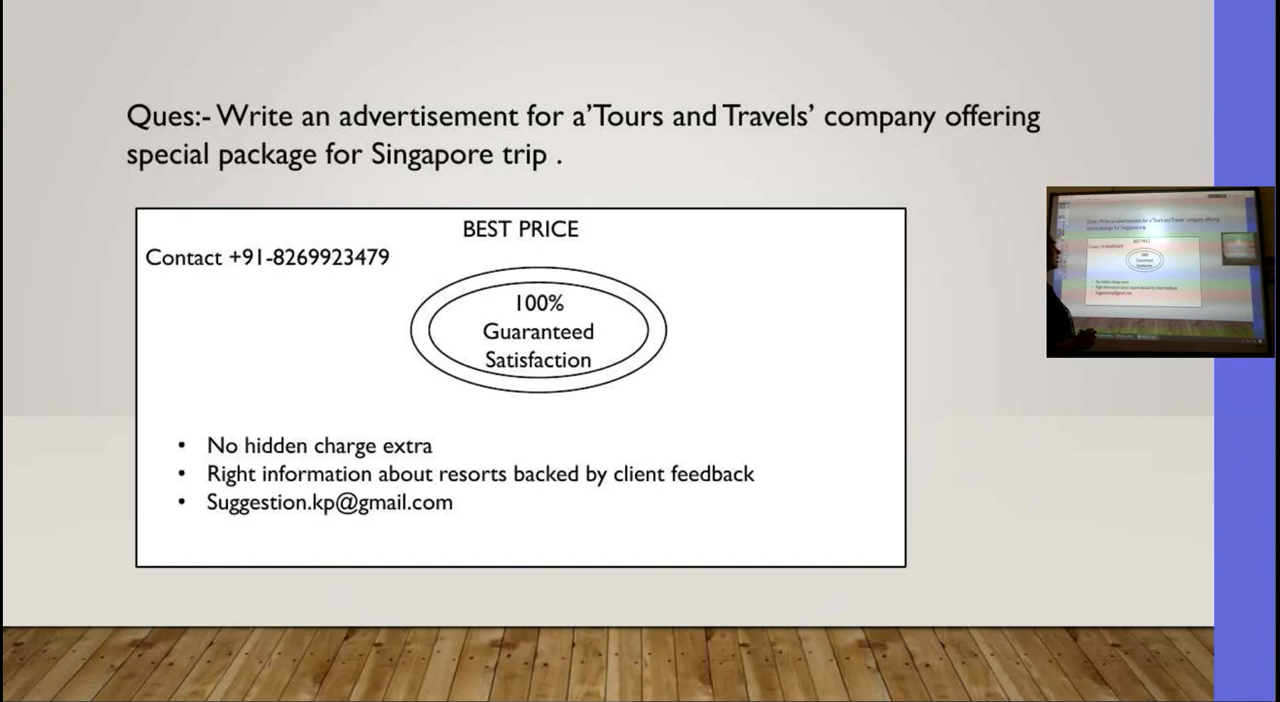 Ques:- Write an advertisement for a’Tours and Travels’ company offering
special package for Singapore trip .
BEST PRICE
Contact +91-8269923479
100%
Guaranteed
Satisfaction
• No hidden charge extra
• Right information about resorts backed by client feedback
• Suggestion.kp@gmail.com